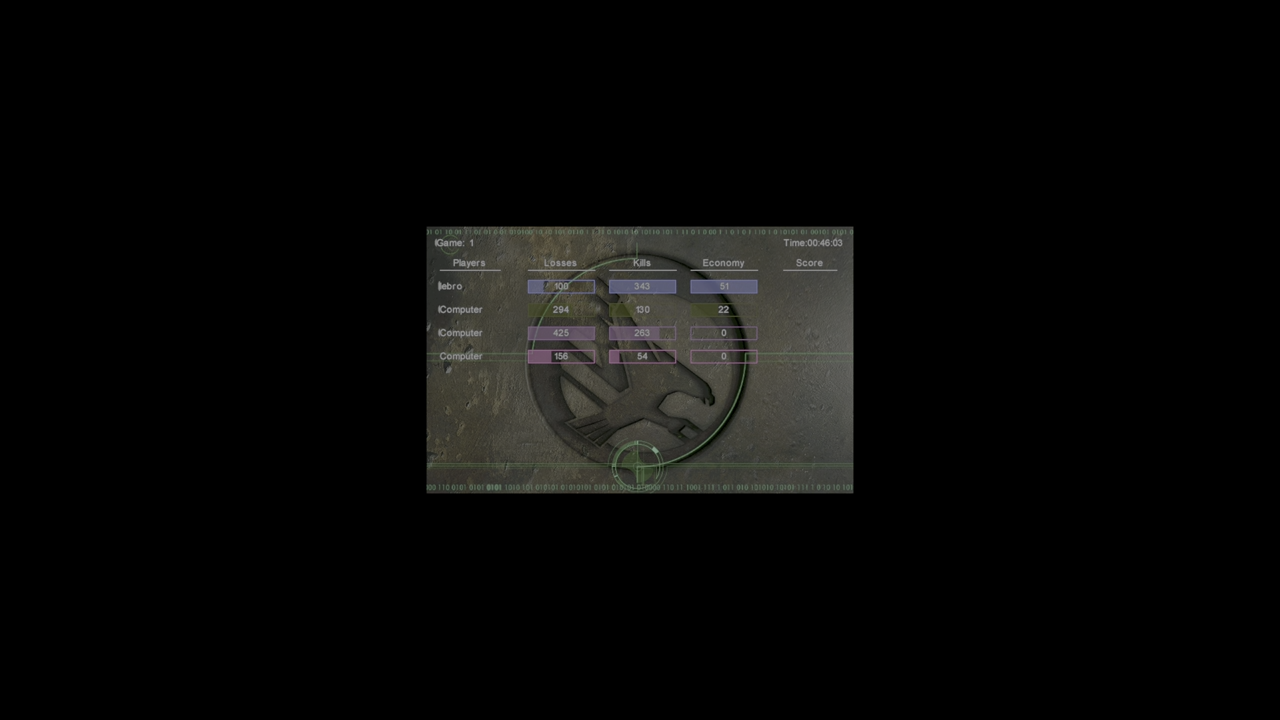 Game: 1 Time:00:46:03
Players Losses Kills Economy Score
lebro 100 343 51
Computer 294 130 22
Computer 425 263 0
Computer 156 54 0